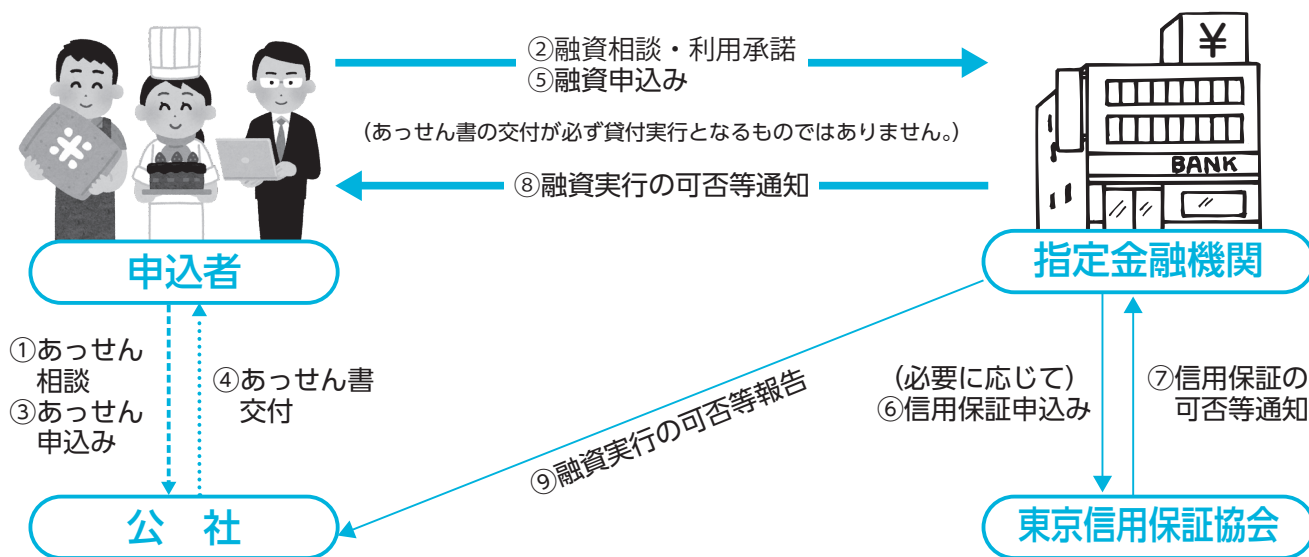 ¥
BANK
②融資相談・利用承諾
⑤融資申込み
(あっせん書の交付が必ず貸付実行となるものではありません。)
⑧融資実行の可否等通知
申込者
指定金融機関
①あっせん
相談
③あっせん
申込み
④あっせん書
交付
⑨融資実行の可否等報告
(必要に応じて)
⑥信用保証申込み
⑦信用保証の
可否等通知
公 社
東京信用保証協会